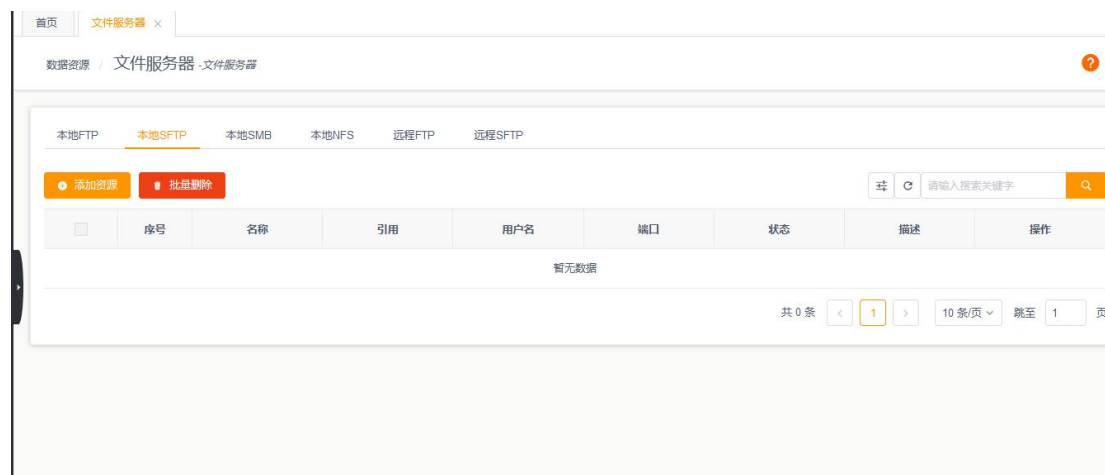 首页 文件服务器 ×
数据资源 / 文件服务器 -文件服务器 ?
本地FTP 本地SFTP 本地SMB 本地NFS 远程FTP 远程SFTP
添加资源 批量删除 请输入搜索关键字
序号 名称 引用 用户名 端口 状态 描述 操作
暂无数据
共 0 条 < 1 > 10 条/页 跳至 1 页